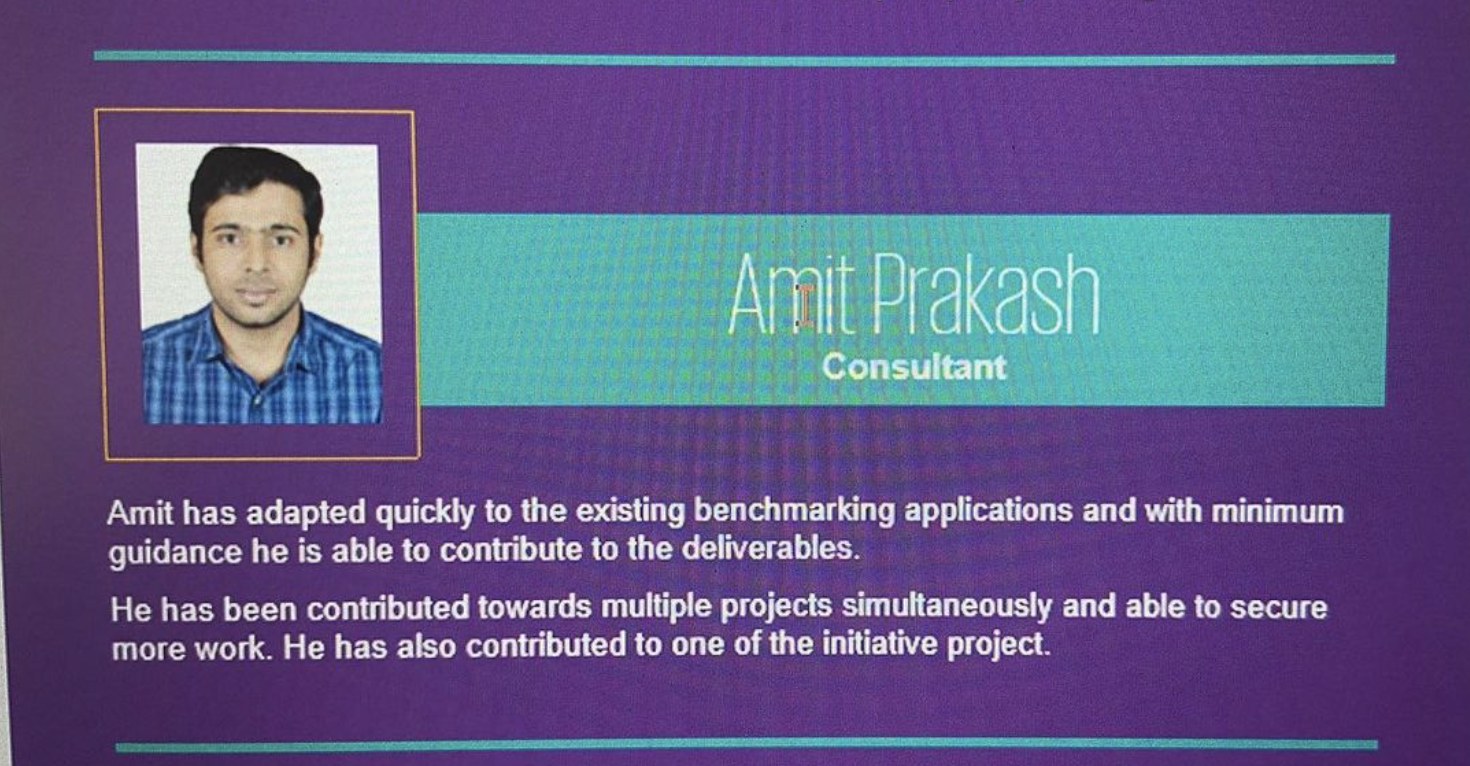 Amit Prakash
Consultant
Amit has adapted quickly to the existing benchmarking applications and with minimum
guidance he is able to contribute to the deliverables.
He has been contributed towards multiple projects simultaneously and able to secure
more work. He has also contributed to one of the initiative project.